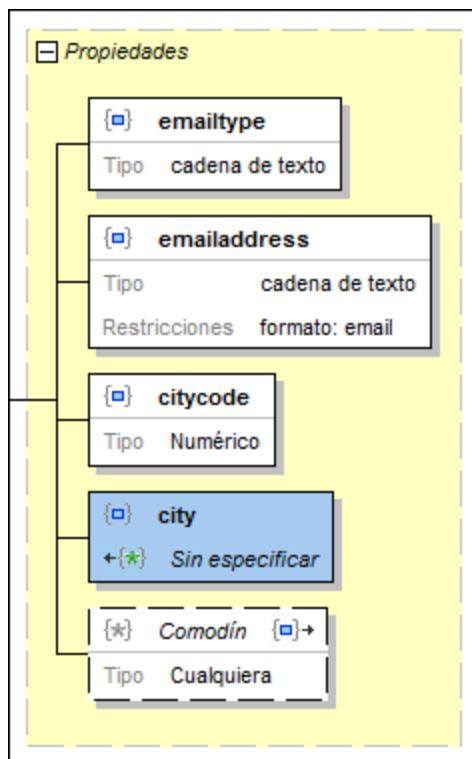 Propiedades
emailtype
Tipo cadena de texto
emailaddress
Tipo cadena de texto
Restricciones formato: email
citycode
Tipo Numérico
city
Sin especificar
Comodín
Tipo Cualquiera